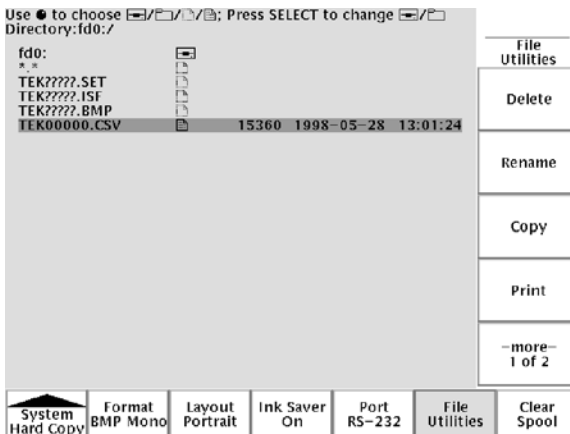 Use to choose / / / ; Press SELECT to change /
Directory:fd0:/
fd0:
*.*
TEK?????.SET
TEK?????.ISF
TEK?????.BMP
TEK00000.CSV 15360 1998-05-28 13:01:24
File
Utilities
Delete
Rename
Copy
Print
-more-
1 of 2
System
Hard Copy
Format
BMP Mono
Layout
Portrait
Ink Saver
On
Port
RS-232
File
Utilities
Clear
Spool